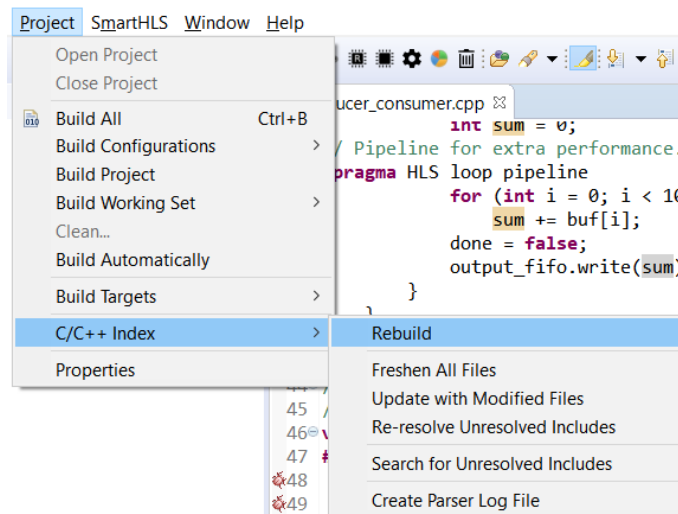 Project SmartHLS Window Help
Open Project
Close Project
Build All Ctrl+B
Build Configurations
Build Project
Build Working Set
Clean...
Build Automatically
Build Targets
C/C++ Index
Properties
ucer_consumer.cpp
int sum = 0;
/ Pipeline for extra performance.
pragma HLS loop pipeline
for (int i = 0; i < 10
sum += buf[i];
done = false;
output_fifo.write(sum)
}
}
Rebuild
Freshen All Files
Update with Modified Files
Re-resolve Unresolved Includes
Search for Unresolved Includes
Create Parser Log File
44 /
45 /
46 v
47 #
48
49